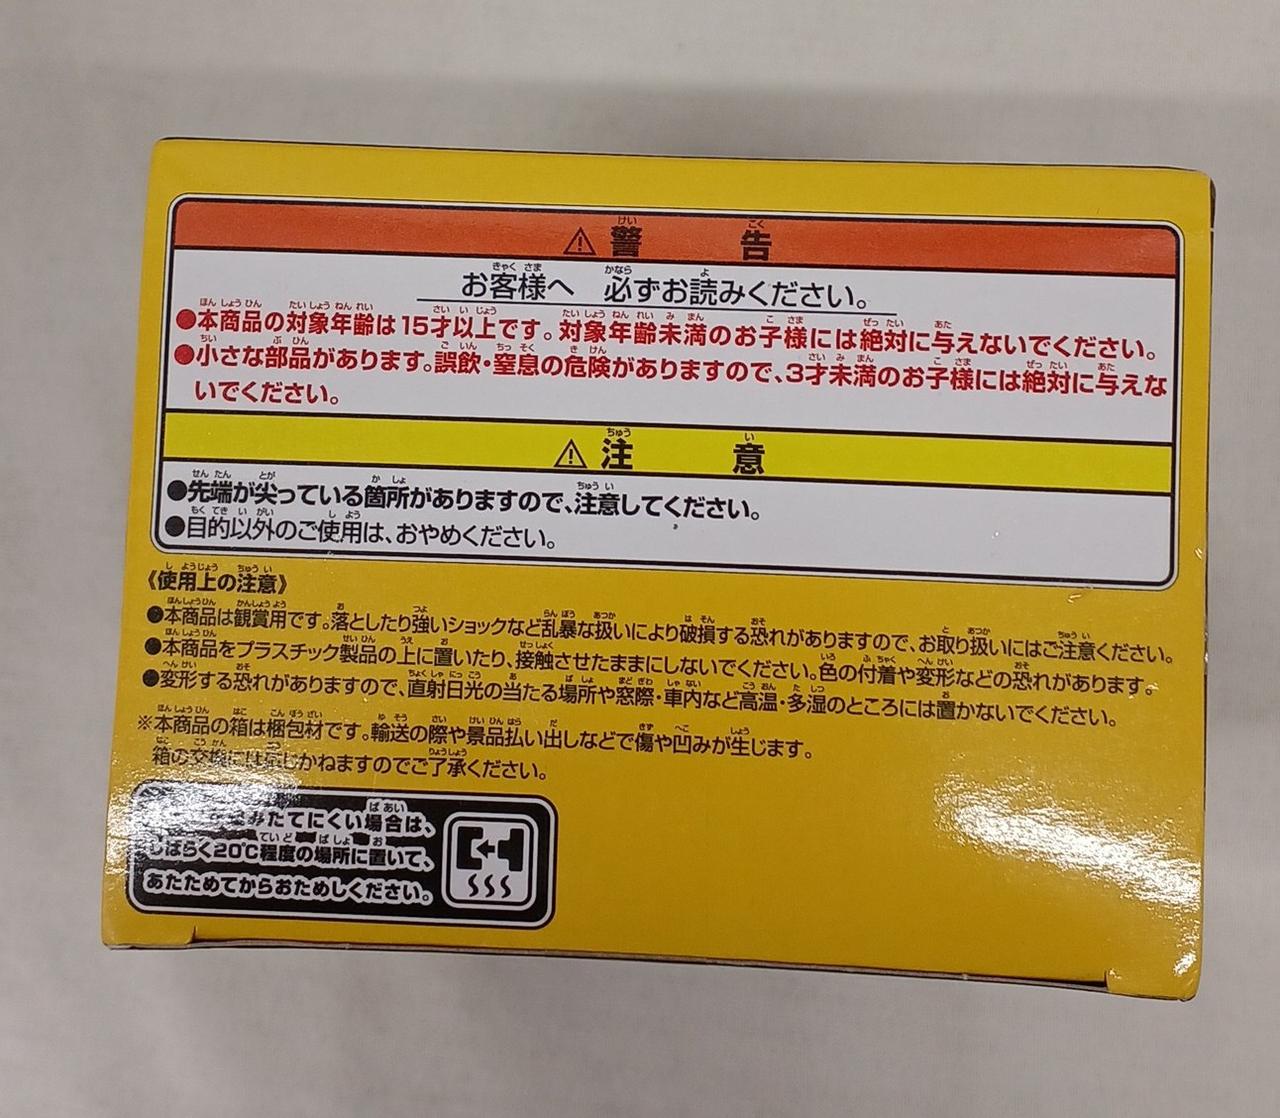 ⚠警告
お客様へ 必ずお読みください。
●本商品の対象年齢は15才以上です。対象年齢未満のお子様には絶対に与えないでください。
●小さな部品があります。誤飲・窒息の危険がありますので、3才未満のお子様には絶対に与えな
いでください。
⚠注意
●先端が尖っている箇所がありますので、注意してください。
●目的以外のご使用は、おやめください。
《使用上の注意》
●本商品は観賞用です。落としたり強いショックなど乱暴な扱いにより破損する恐れがありますので、お取り扱いにはご注意ください。
●本商品をプラスチック製品の上に置いたり、接触させたままにしないでください。色の付着や変形などの恐れがあります。
●変形する恐れがありますので、直射日光の当たる場所や窓際・車内など高温・多湿のところには置かないでください。
※本商品の箱は梱包材です。輸送の際や景品払い出しなどで傷や凹みが生じます。
箱の交換には応じかねますのでご了承ください。
みたてにくい場合は、
しばらく20℃程度の場所に置いて、
あたためてからおためしください。